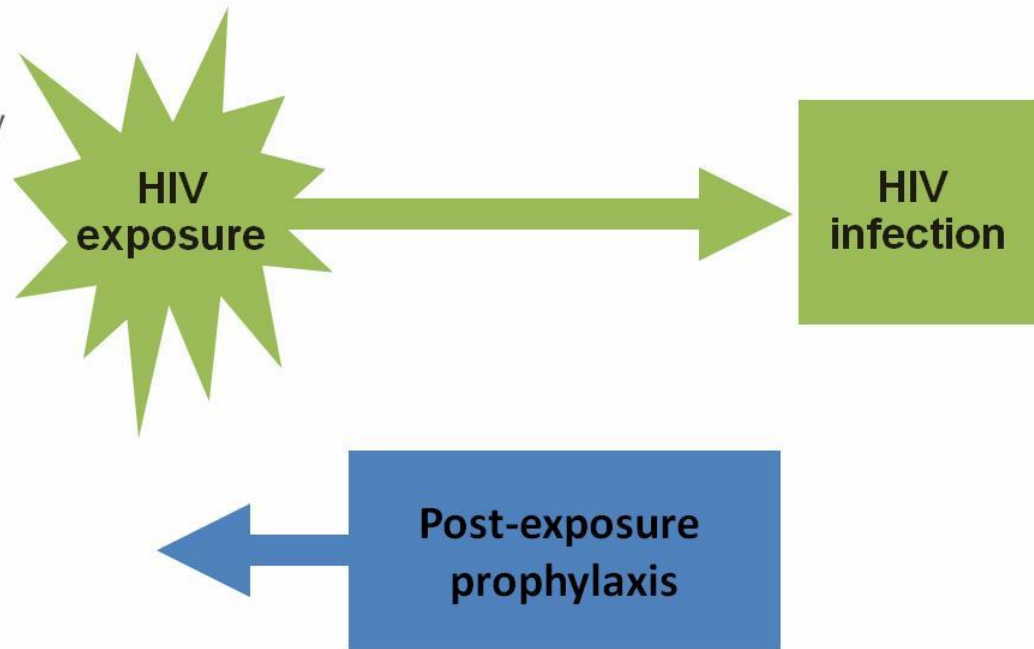 HIV
exposure
HIV
infection
Post-exposure
prophylaxis